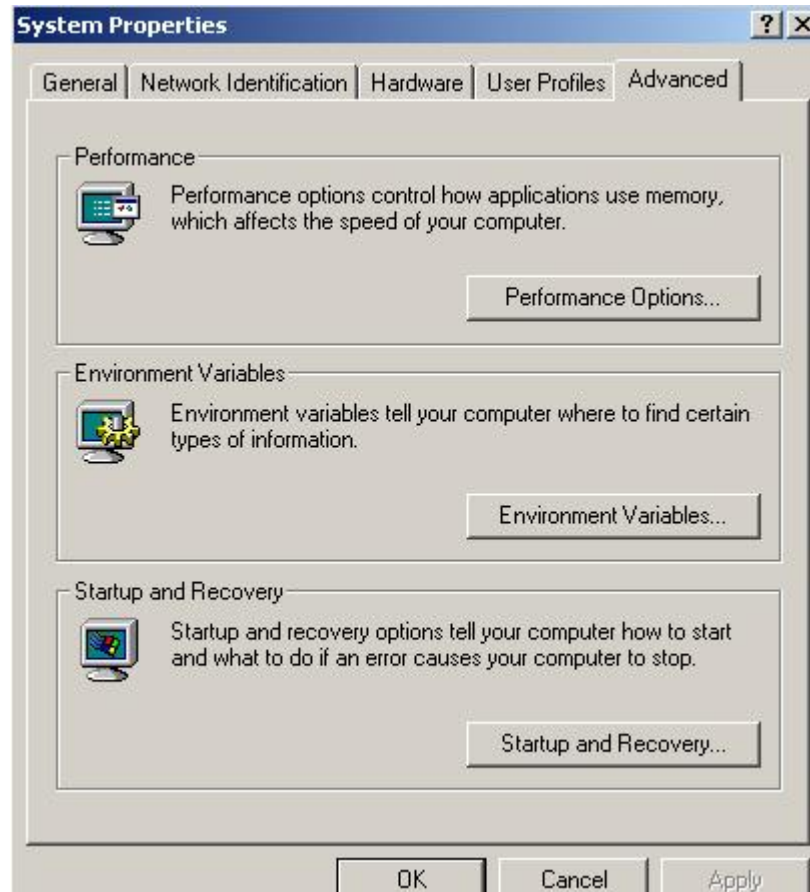 System Properties
General Network Identification Hardware User Profiles Advanced
Performance
Performance options control how applications use memory,
which affects the speed of your computer.
Performance Options...
Environment Variables
Environment variables tell your computer where to find certain
types of information.
Environment Variables...
Startup and Recovery
Startup and recovery options tell your computer how to start
and what to do if an error causes your computer to stop.
Startup and Recovery...
OK Cancel Apply